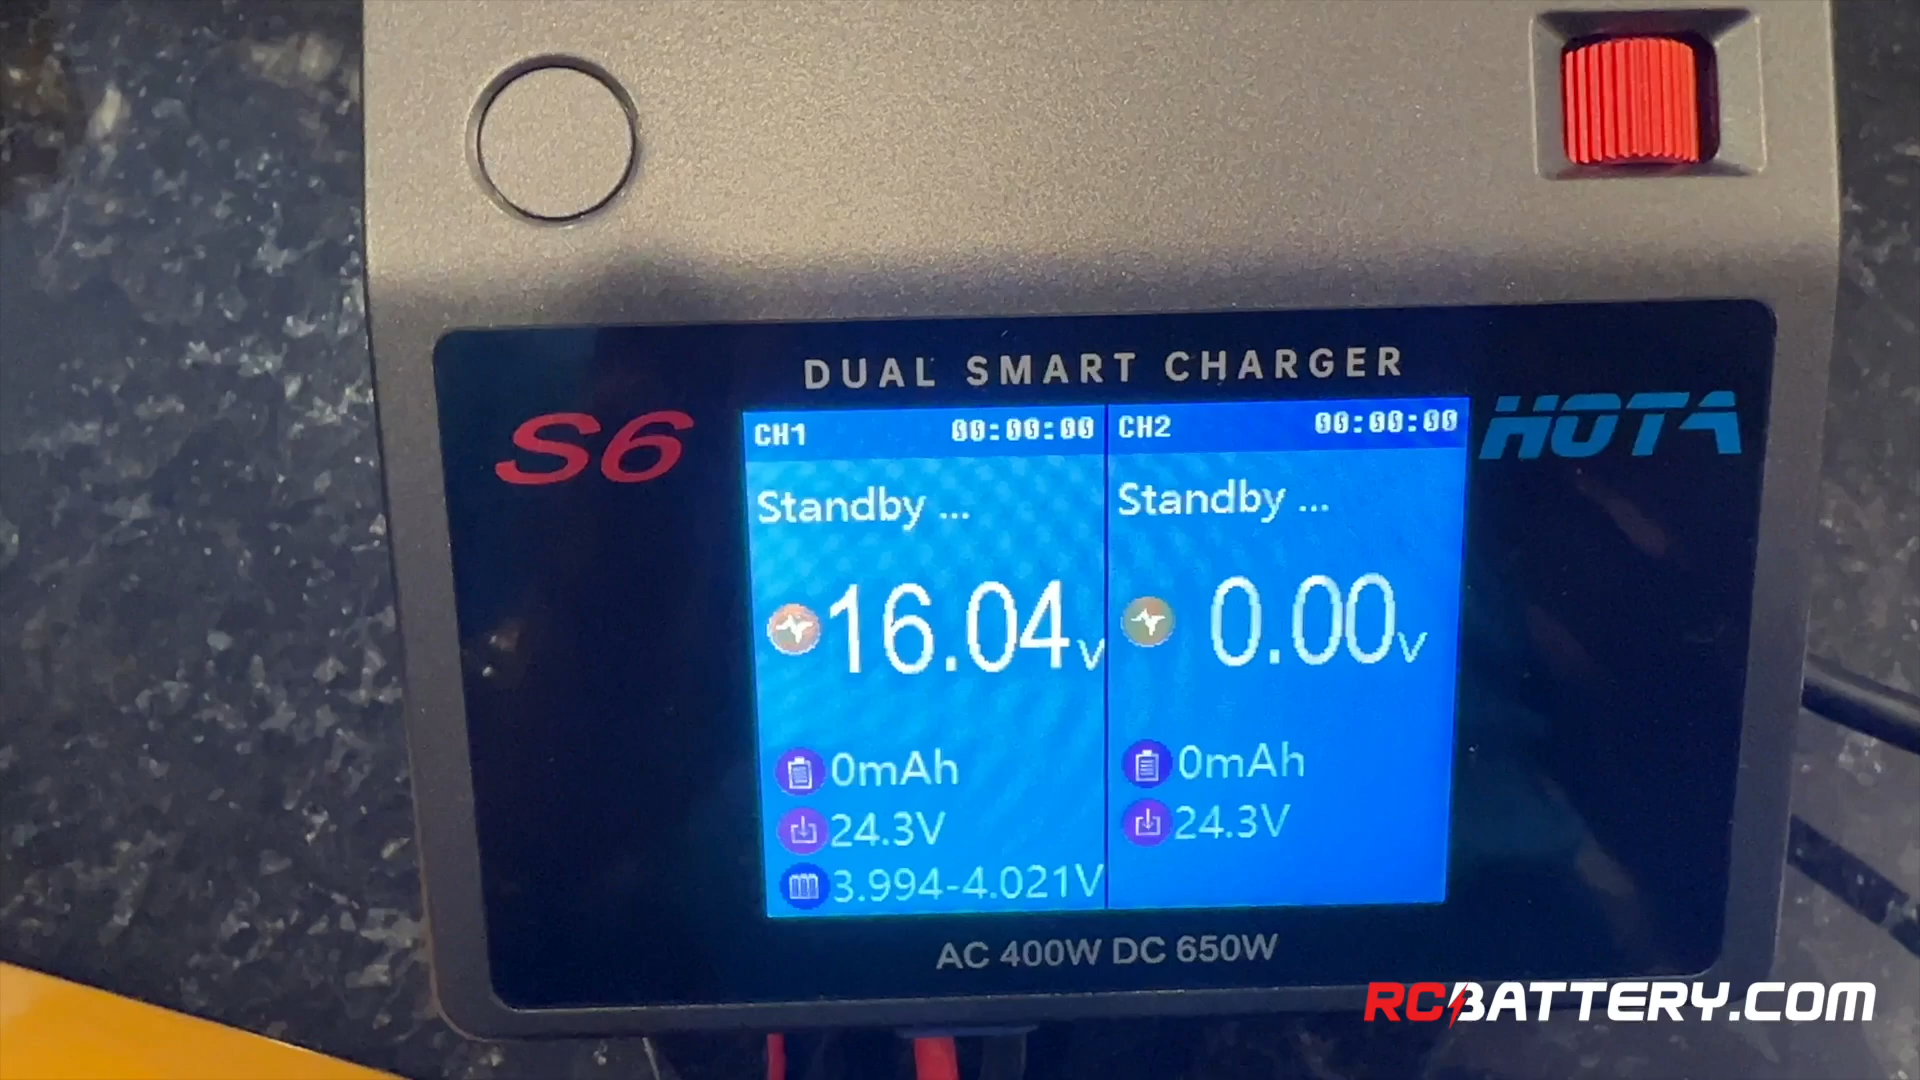 DUAL SMART CHARGER
S6
HOTA
CH1 00:00:00
CH2 00:00:00
Standby ...
Standby ...
16.04V
0.00V
0mAh
24.3V
3.994-4.021V
0mAh
24.3V
AC 400W DC 650W
RCBATTERY.COM